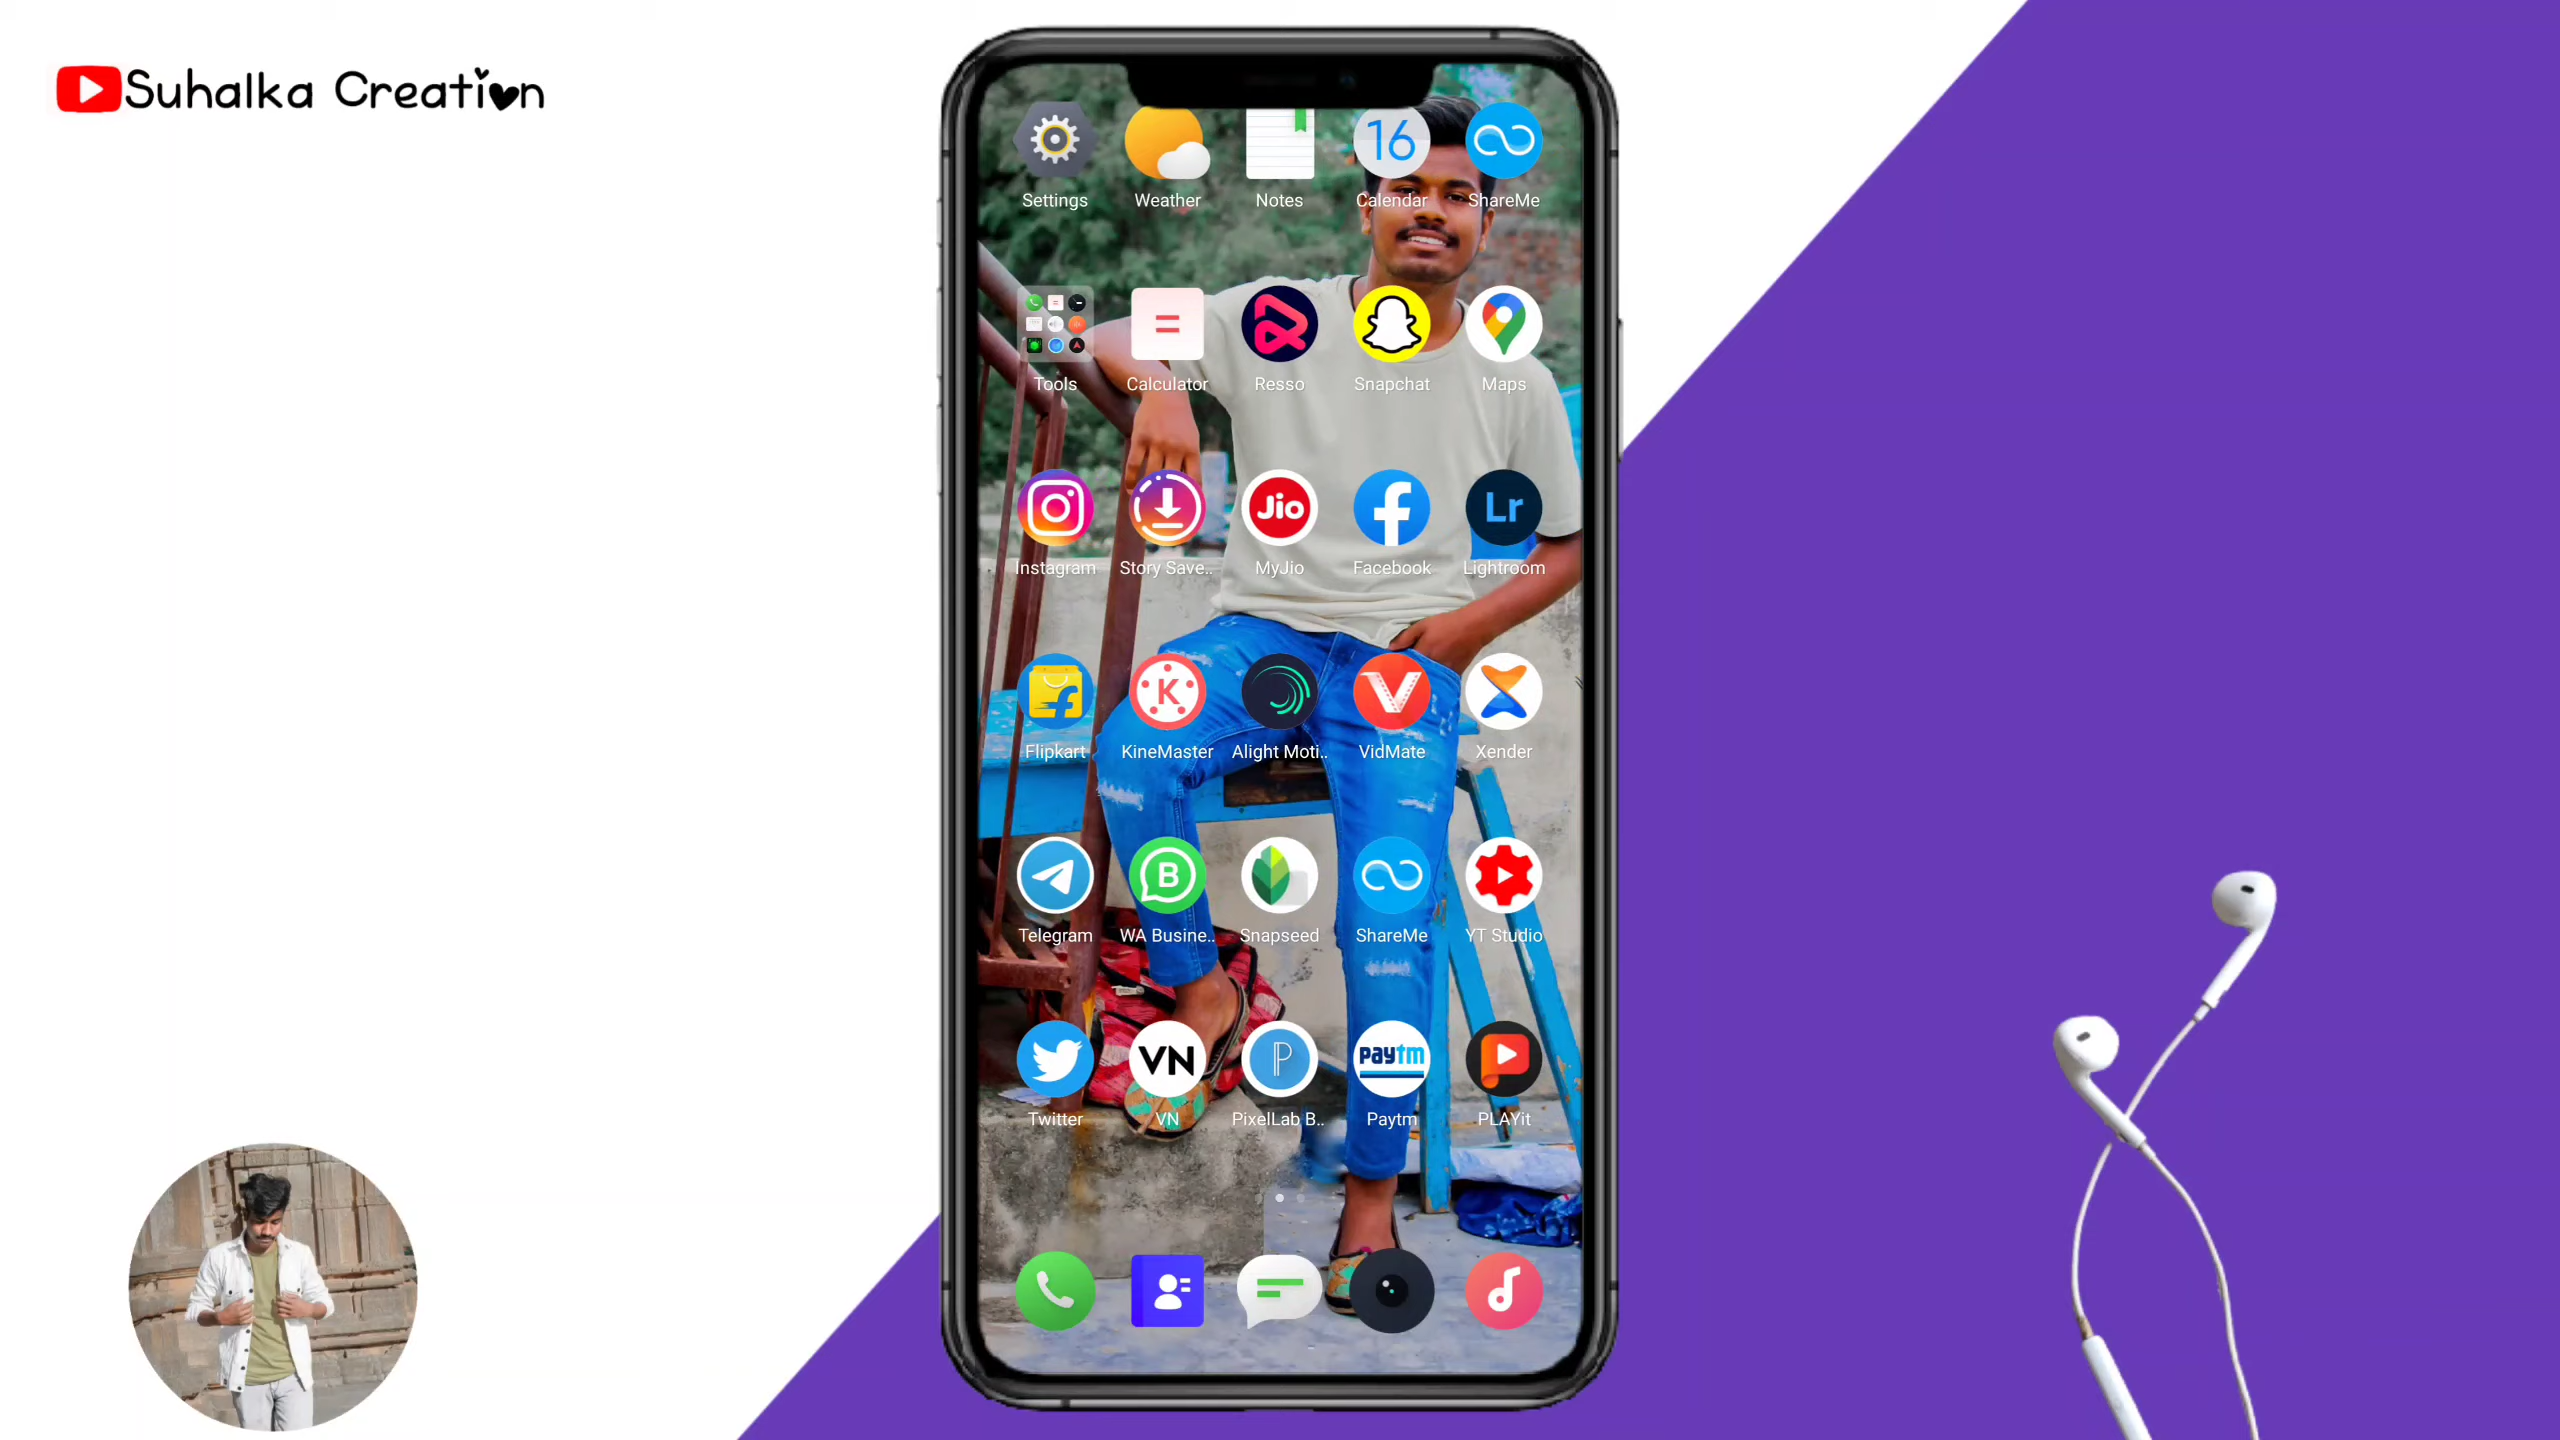 Suhalka Creation
16
Settings Weather Notes Calendar ShareMe
=
Tools Calculator Resso Snapchat Maps
Jio Lr
Instagram Story Save.. MyJio Facebook Lightroom
K
Flipkart KineMaster Alight Moti.. VidMate Xender
B
Telegram WA Busine.. Snapseed ShareMe YT Studio
VN P paytm
Twitter VN PixelLab B.. Paytm PLAYit